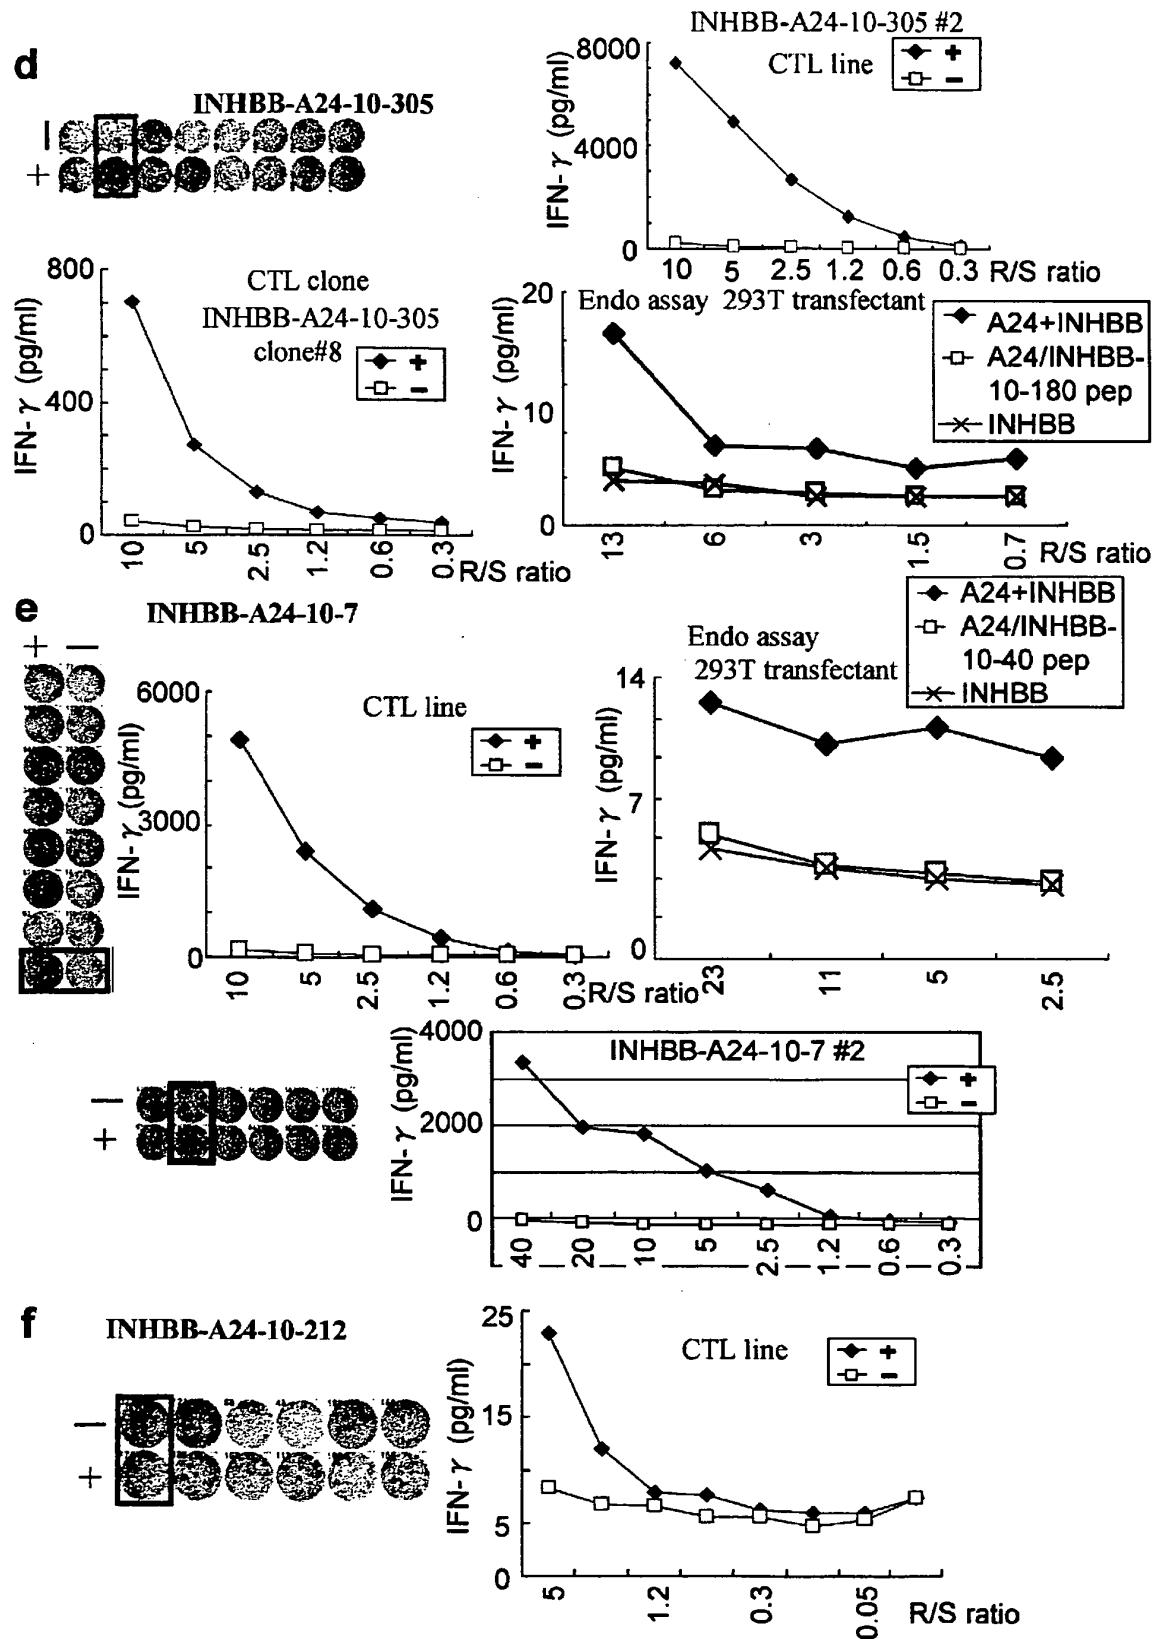 d
INHBB-A24-10-305
−
+
INHBB-A24-10-305 #2
CTL line
+
−
IFN-γ (pg/ml)
8000
4000
0
10 5 2.5 1.2 0.6 0.3 R/S ratio
CTL clone
INHBB-A24-10-305
clone#8
+
−
IFN-γ (pg/ml)
800
400
0
10 5 2.5 1.2 0.6 0.3 R/S ratio
Endo assay 293T transfectant
A24+INHBB
A24/INHBB-
10-180 pep
INHBB
IFN-γ (pg/ml)
20
10
0
13 6 3 1.5 0.7 R/S ratio
e
INHBB-A24-10-7
+ −
CTL line
+
−
IFN-γ (pg/ml)
6000
3000
0
10 5 2.5 1.2 0.6 0.3 R/S ratio
Endo assay
293T transfectant
A24+INHBB
A24/INHBB-
10-40 pep
INHBB
IFN-γ (pg/ml)
14
7
0
23 11 5 2.5
−
+
INHBB-A24-10-7 #2
+
−
IFN-γ (pg/ml)
4000
2000
0
40 20 10 5 2.5 1.2 0.6 0.3
f
INHBB-A24-10-212
−
+
CTL line
+
−
IFN-γ (pg/ml)
25
15
5
0
5 1.2 0.3 0.05 R/S ratio